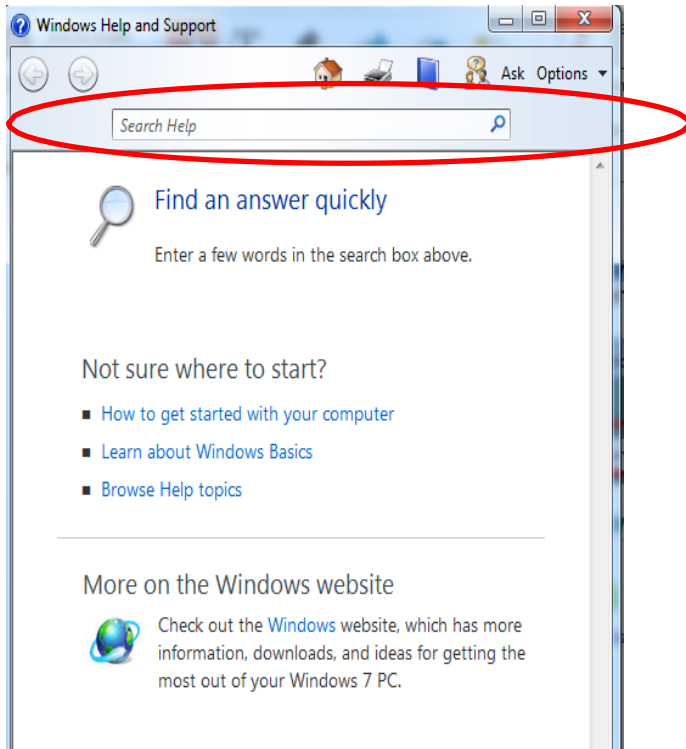 Windows Help and Support
Ask Options
Search Help
Find an answer quickly
Enter a few words in the search box above.
Not sure where to start?
How to get started with your computer
Learn about Windows Basics
Browse Help topics
More on the Windows website
Check out the Windows website, which has more
information, downloads, and ideas for getting the
most out of your Windows 7 PC.